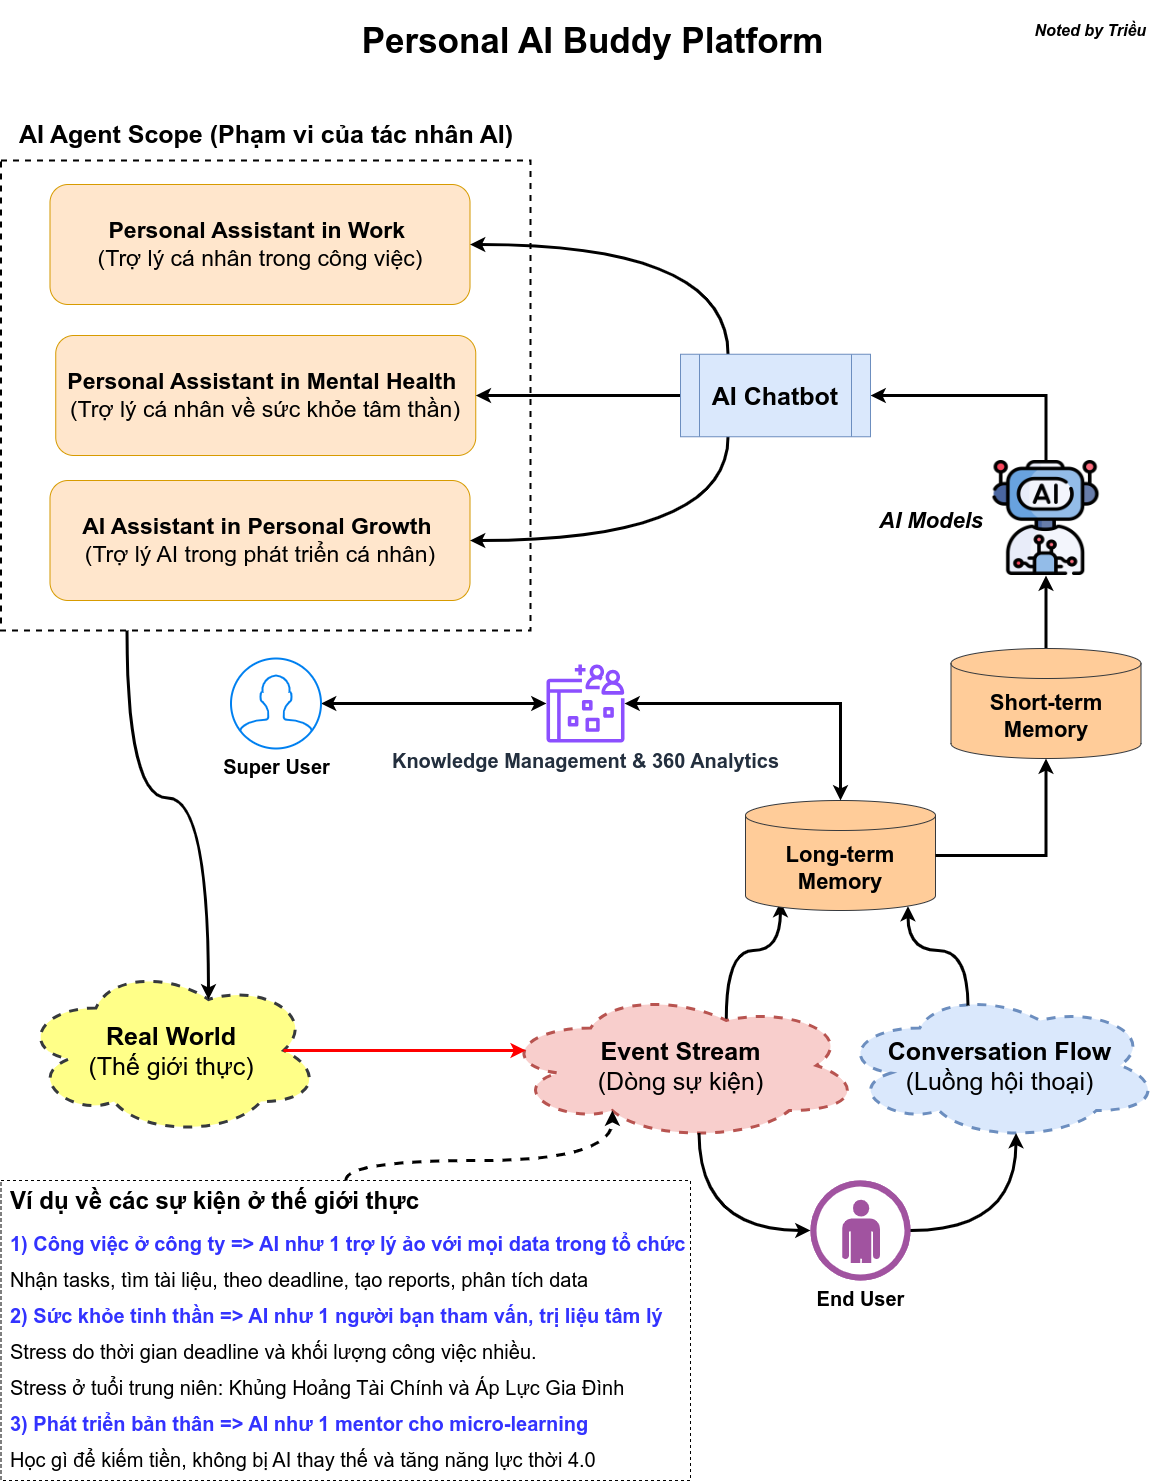 Personal AI Buddy Platform
Noted by Triều
AI Agent Scope (Phạm vi của tác nhân AI)
Personal Assistant in Work
(Trợ lý cá nhân trong công việc)
Personal Assistant in Mental Health
(Trợ lý cá nhân về sức khỏe tâm thần)
AI Assistant in Personal Growth
(Trợ lý AI trong phát triển cá nhân)
AI Chatbot
AI
AI Models
Short-term
Memory
Super User
Knowledge Management & 360 Analytics
Long-term
Memory
Real World
(Thế giới thực)
Event Stream
(Dòng sự kiện)
Conversation Flow
(Luồng hội thoại)
End User
Ví dụ về các sự kiện ở thế giới thực
1) Công việc ở công ty => AI như 1 trợ lý ảo với mọi data trong tổ chức
Nhận tasks, tìm tài liệu, theo deadline, tạo reports, phân tích data
2) Sức khỏe tinh thần => AI như 1 người bạn tham vấn, trị liệu tâm lý
Stress do thời gian deadline và khối lượng công việc nhiều.
Stress ở tuổi trung niên: Khủng Hoảng Tài Chính và Áp Lực Gia Đình
3) Phát triển bản thân => AI như 1 mentor cho micro-learning
Học gì để kiếm tiền, không bị AI thay thế và tăng năng lực thời 4.0